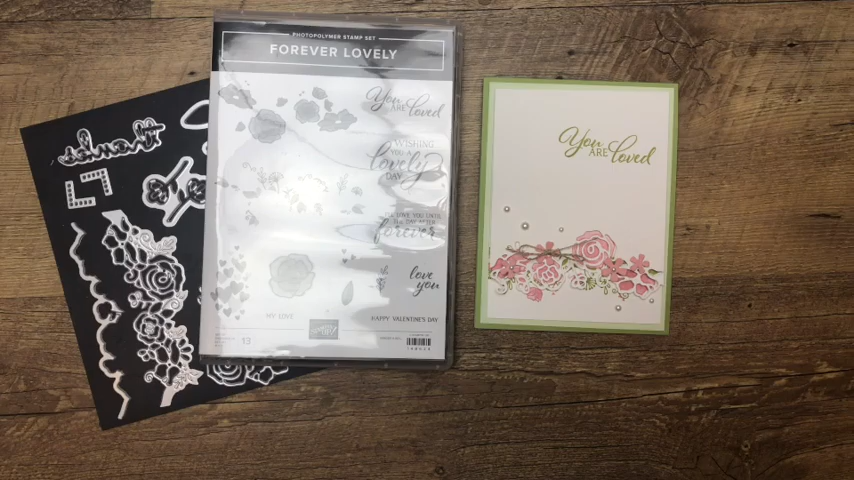 PHOTOPOLYMER STAMP SET
FOREVER LOVELY
You
ARE loved
WISHING
YOU A
lovely
DAY
LOVE YOU UNTIL
THE DAY AFTER
forever
love
you
MY LOVE
HAPPY VALENTINE'S DAY
13
You
ARE loved